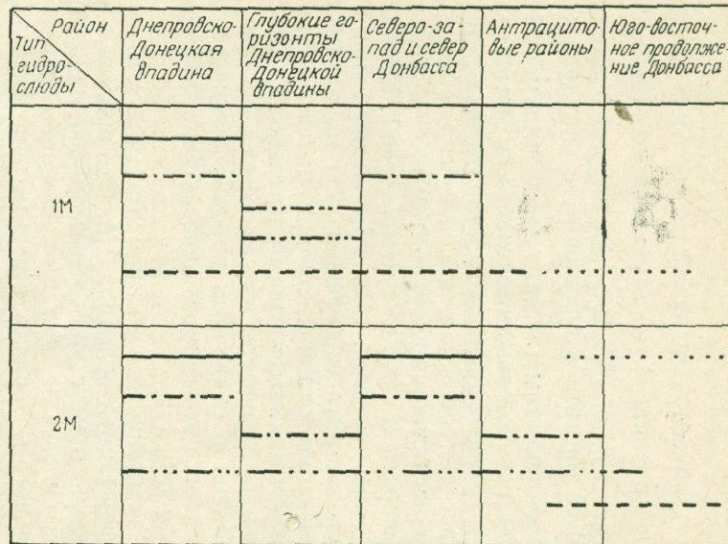 Район
Тип
гидро-
слюды
Днепровско-
Донецкая
впадина
Глубокие го-
ризонты
Днепровско-
Донецкой
впадины
Северо-за-
пад и север
Донбасса
Антрацито-
вые районы
Юго-восточ-
ное продолже-
ние Донбасса
1М
2М